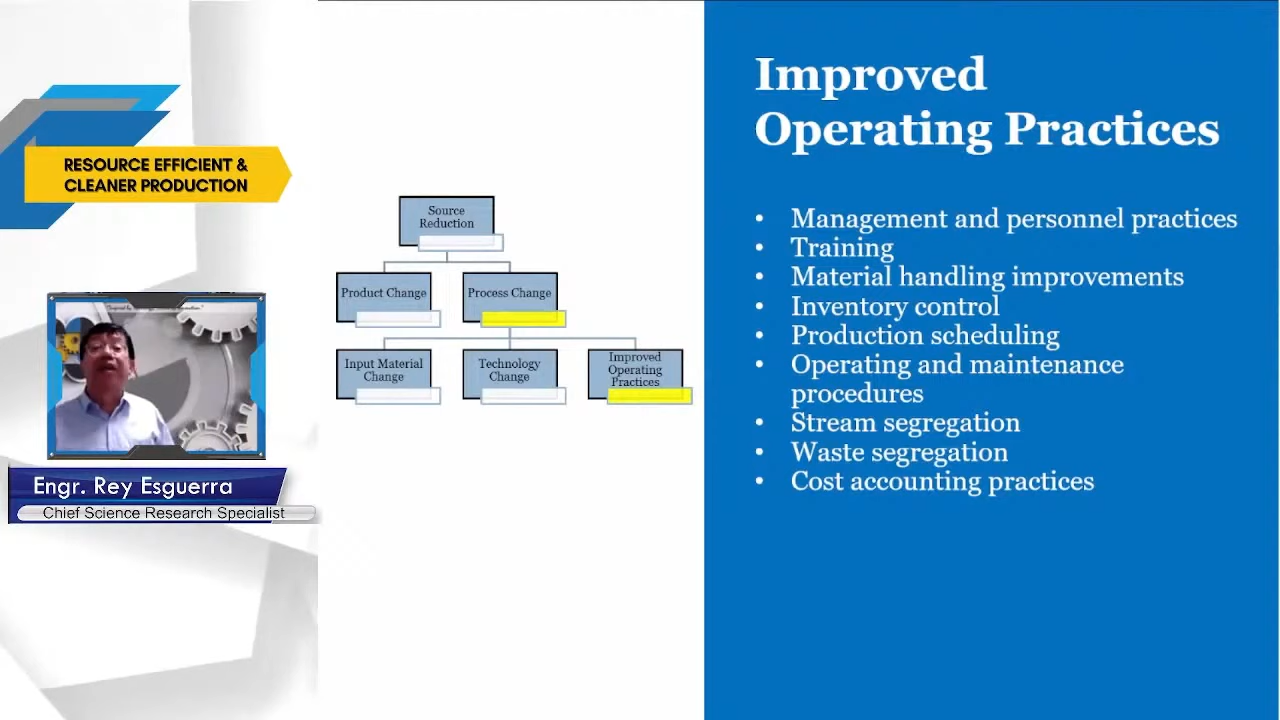 RESOURCE EFFICIENT &
CLEANER PRODUCTION
Engr. Rey Esguerra
Chief Science Research Specialist
Source
Reduction
Product Change
Process Change
Input Material
Change
Technology
Change
Improved
Operating
Practices
Improved
Operating Practices
• Management and personnel practices
• Training
• Material handling improvements
• Inventory control
• Production scheduling
• Operating and maintenance
procedures
• Stream segregation
• Waste segregation
• Cost accounting practices